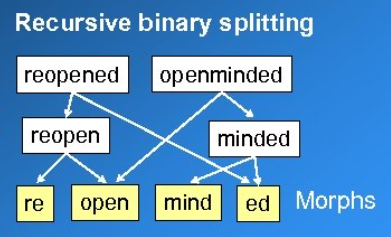 Recursive binary splitting
reopened openminded
reopen minded
re open mind ed Morphs